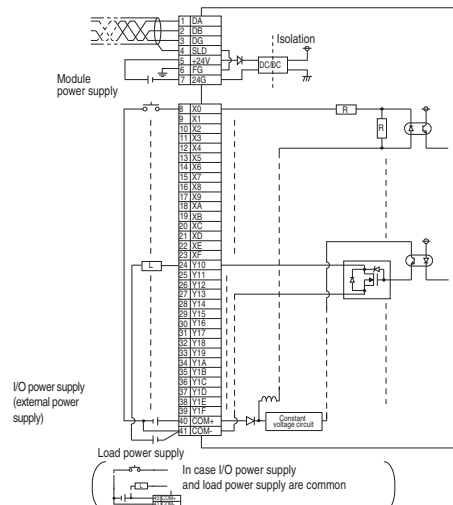 1 DA
2 DB
3 DG
4 SLD
5 +24V
6 FG
7 24G
Isolation
DC/DC
Module
power supply
8 X0
9 X1
10 X2
11 X3
12 X4
13 X5
14 X6
15 X7
16 X8
17 X9
18 XA
19 XB
20 XC
21 XD
22 XE
23 XF
24 Y10
25 Y11
26 Y12
27 Y13
28 Y14
29 Y15
30 Y16
31 Y17
32 Y18
33 Y19
34 Y1A
35 Y1B
36 Y1C
37 Y1D
38 Y1E
39 Y1F
40 COM+
41 COM-
R
R
L
I/O power supply
(external power
supply)
Constant
voltage circuit
Load power supply
In case I/O power supply
and load power supply are common
L
40 COM+
41 COM-